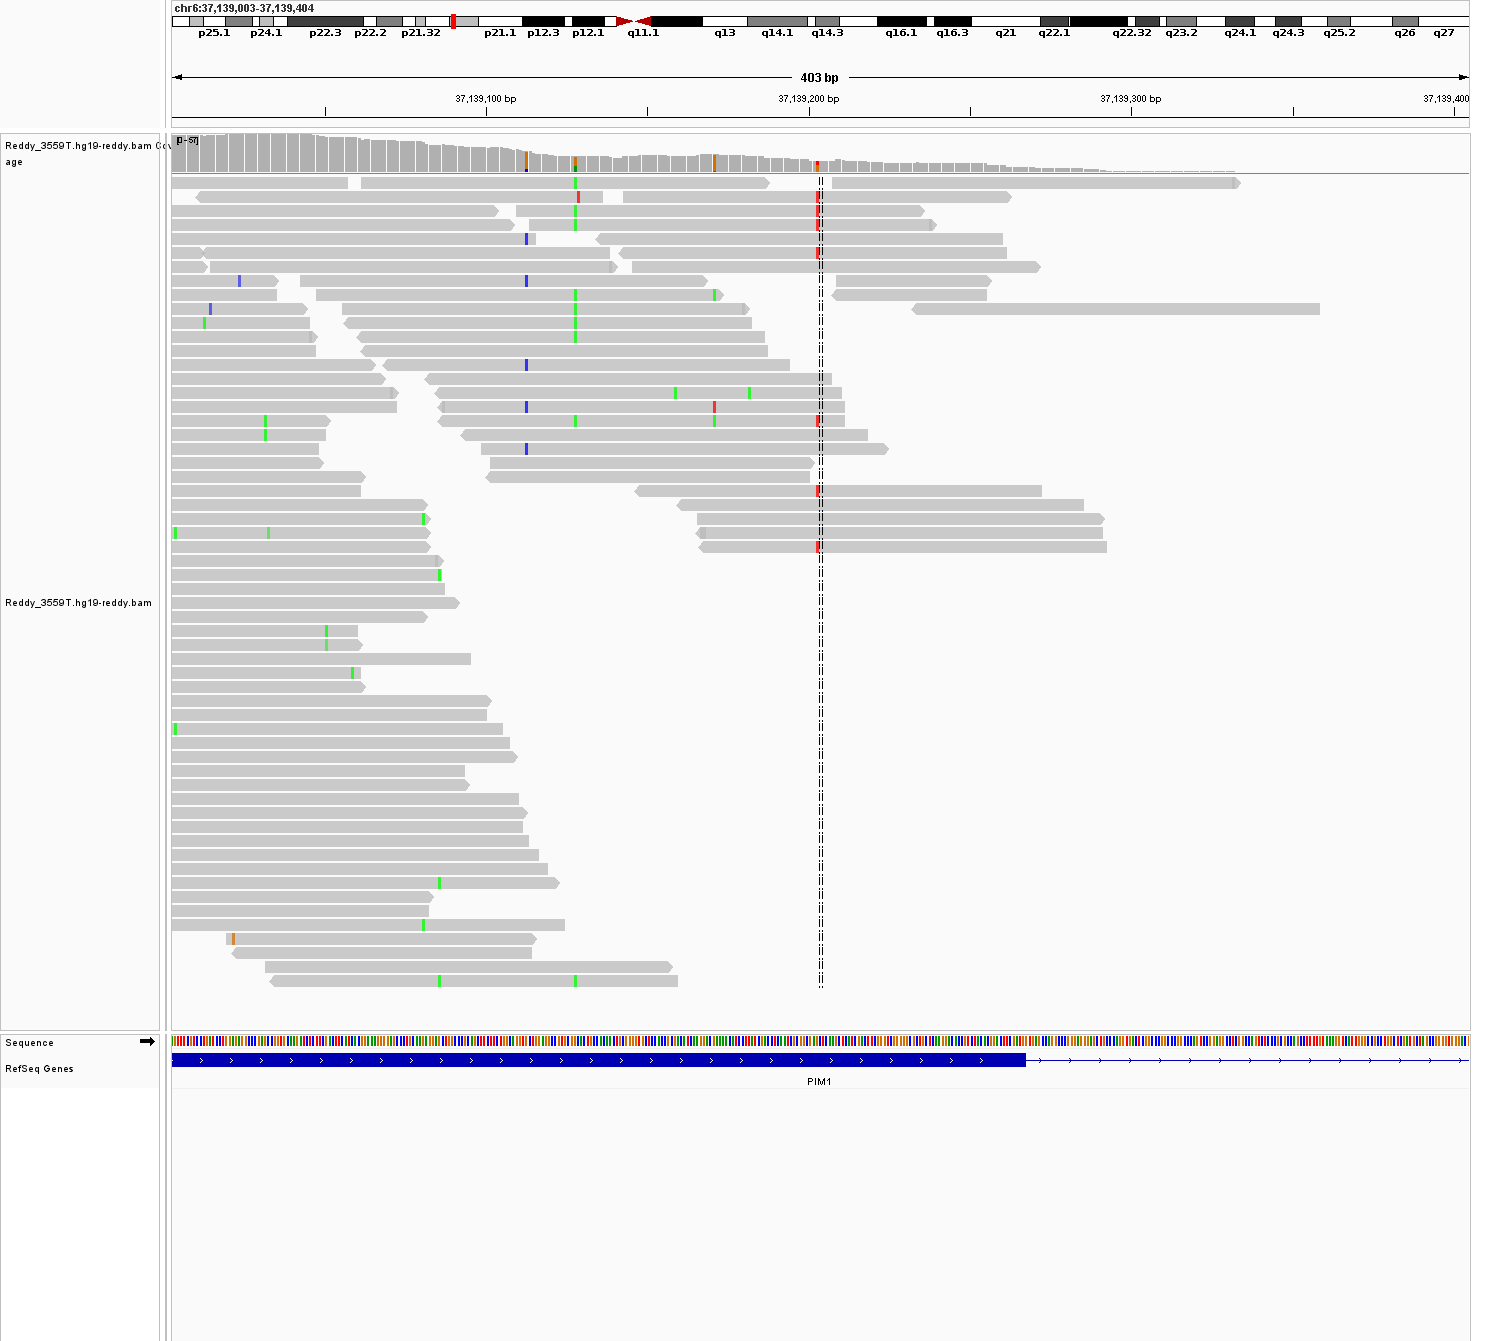 chr6:37,139,003-37,139,404
p25.1 p24.1 p22.3 p22.2 p21.32 p21.1 p12.3 p12.1 q11.1 q13 q14.1 q14.3 q16.1 q16.3 q21 q22.1 q22.32 q23.2 q24.1 q24.3 q25.2 q26 q27
403 bp
37,139,100 bp 37,139,200 bp 37,139,300 bp 37,139,400
Reddy_3559T.hg19-reddy.bam Cov
age
[0 - 57]
Reddy_3559T.hg19-reddy.bam
Sequence
RefSeq Genes
PIM1